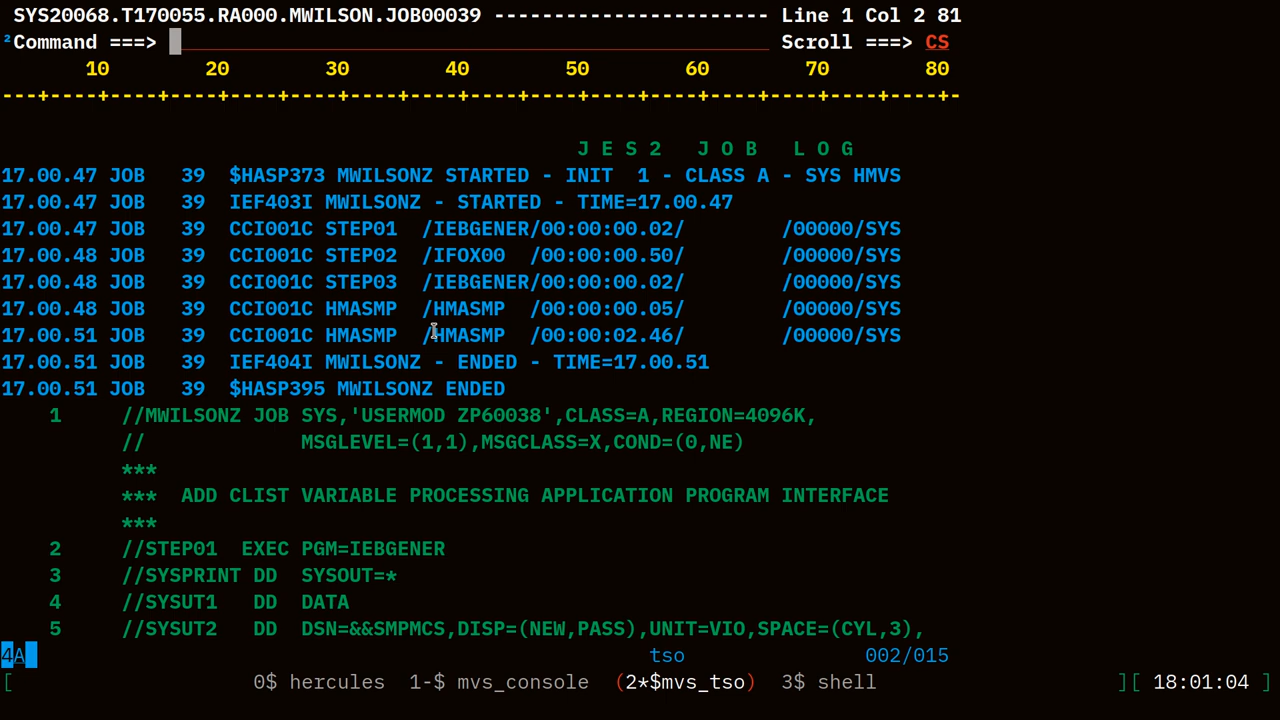 SYS20068.T170055.RA000.MWILSON.JOB00039 ----------------------- Line 1 Col 2 81
²Command ===> ________________________________________________ Scroll ===> CS
        10        20        30        40        50        60        70        80
---+----+----+----+----+----+----+----+----+----+----+----+----+----+----+----+-
                                                J E S 2   J O B   L O G
17.00.47 JOB   39  $HASP373 MWILSONZ STARTED - INIT  1 - CLASS A - SYS HMVS
17.00.47 JOB   39  IEF403I MWILSONZ - STARTED - TIME=17.00.47
17.00.47 JOB   39  CCI001C STEP01  /IEBGENER/00:00:00.02/        /00000/SYS
17.00.48 JOB   39  CCI001C STEP02  /IFOX00  /00:00:00.50/        /00000/SYS
17.00.48 JOB   39  CCI001C STEP03  /IEBGENER/00:00:00.02/        /00000/SYS
17.00.48 JOB   39  CCI001C HMASMP  /HMASMP  /00:00:00.05/        /00000/SYS
17.00.51 JOB   39  CCI001C HMASMP  /HMASMP  /00:00:02.46/        /00000/SYS
17.00.51 JOB   39  IEF404I MWILSONZ - ENDED - TIME=17.00.51
17.00.51 JOB   39  $HASP395 MWILSONZ ENDED
    1     //MWILSONZ JOB SYS,'USERMOD ZP60038',CLASS=A,REGION=4096K,
          //             MSGLEVEL=(1,1),MSGCLASS=X,COND=(0,NE)
          ***
          ***  ADD CLIST VARIABLE PROCESSING APPLICATION PROGRAM INTERFACE
          ***
    2     //STEP01  EXEC PGM=IEBGENER
    3     //SYSPRINT DD  SYSOUT=*
    4     //SYSUT1   DD  DATA
    5     //SYSUT2   DD  DSN=&&SMPMCS,DISP=(NEW,PASS),UNIT=VIO,SPACE=(CYL,3),
4A                                                    tso               002/015
[                    0$ hercules  1-$ mvs_console  (2*$mvs_tso)  3$ shell                    ][ 18:01:04 ]